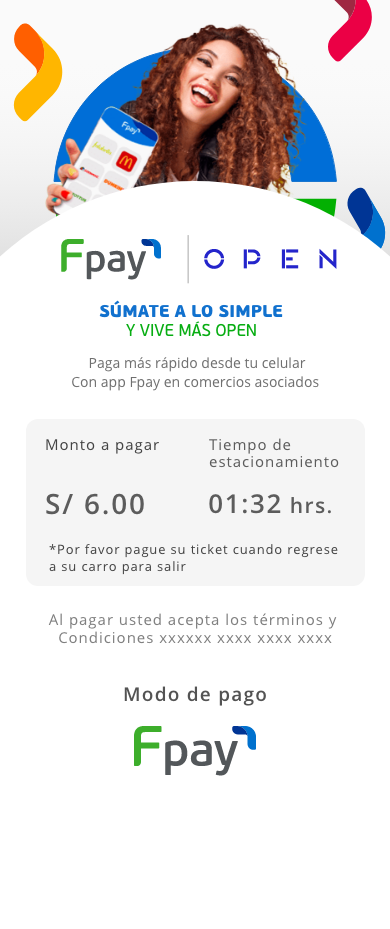 Fpay
Fpay
OPEN
SÚMATE A LO SIMPLE
Y VIVE MÁS OPEN
Paga más rápido desde tu celular
Con app Fpay en comercios asociados
Monto a pagar
Tiempo de
estacionamiento
S/ 6.00
01:32 hrs.
*Por favor pague su ticket cuando regrese
a su carro para salir
Al pagar usted acepta los términos y
Condiciones xxxxxx xxxx xxxx xxxx
Modo de pago
Fpay